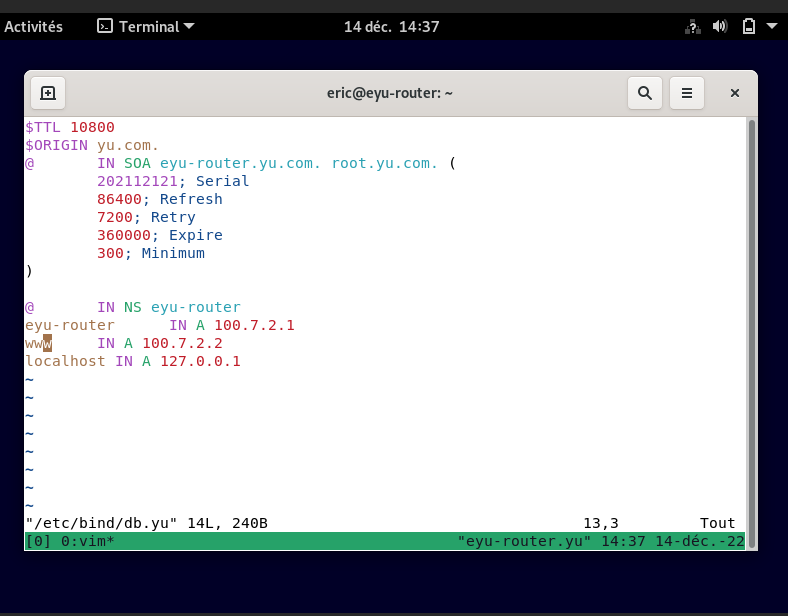 Activités Terminal 14 déc. 14:37
eric@eyu-router: ~
$TTL 10800
$ORIGIN yu.com.
@ IN SOA eyu-router.yu.com. root.yu.com. (
202112121; Serial
86400; Refresh
7200; Retry
360000; Expire
300; Minimum
)
@ IN NS eyu-router
eyu-router IN A 100.7.2.1
www IN A 100.7.2.2
localhost IN A 127.0.0.1
~
~
~
~
~
~
~
~
"/etc/bind/db.yu" 14L, 240B 13,3 Tout
[0] 0:vim* "eyu-router.yu" 14:37 14-déc.-22